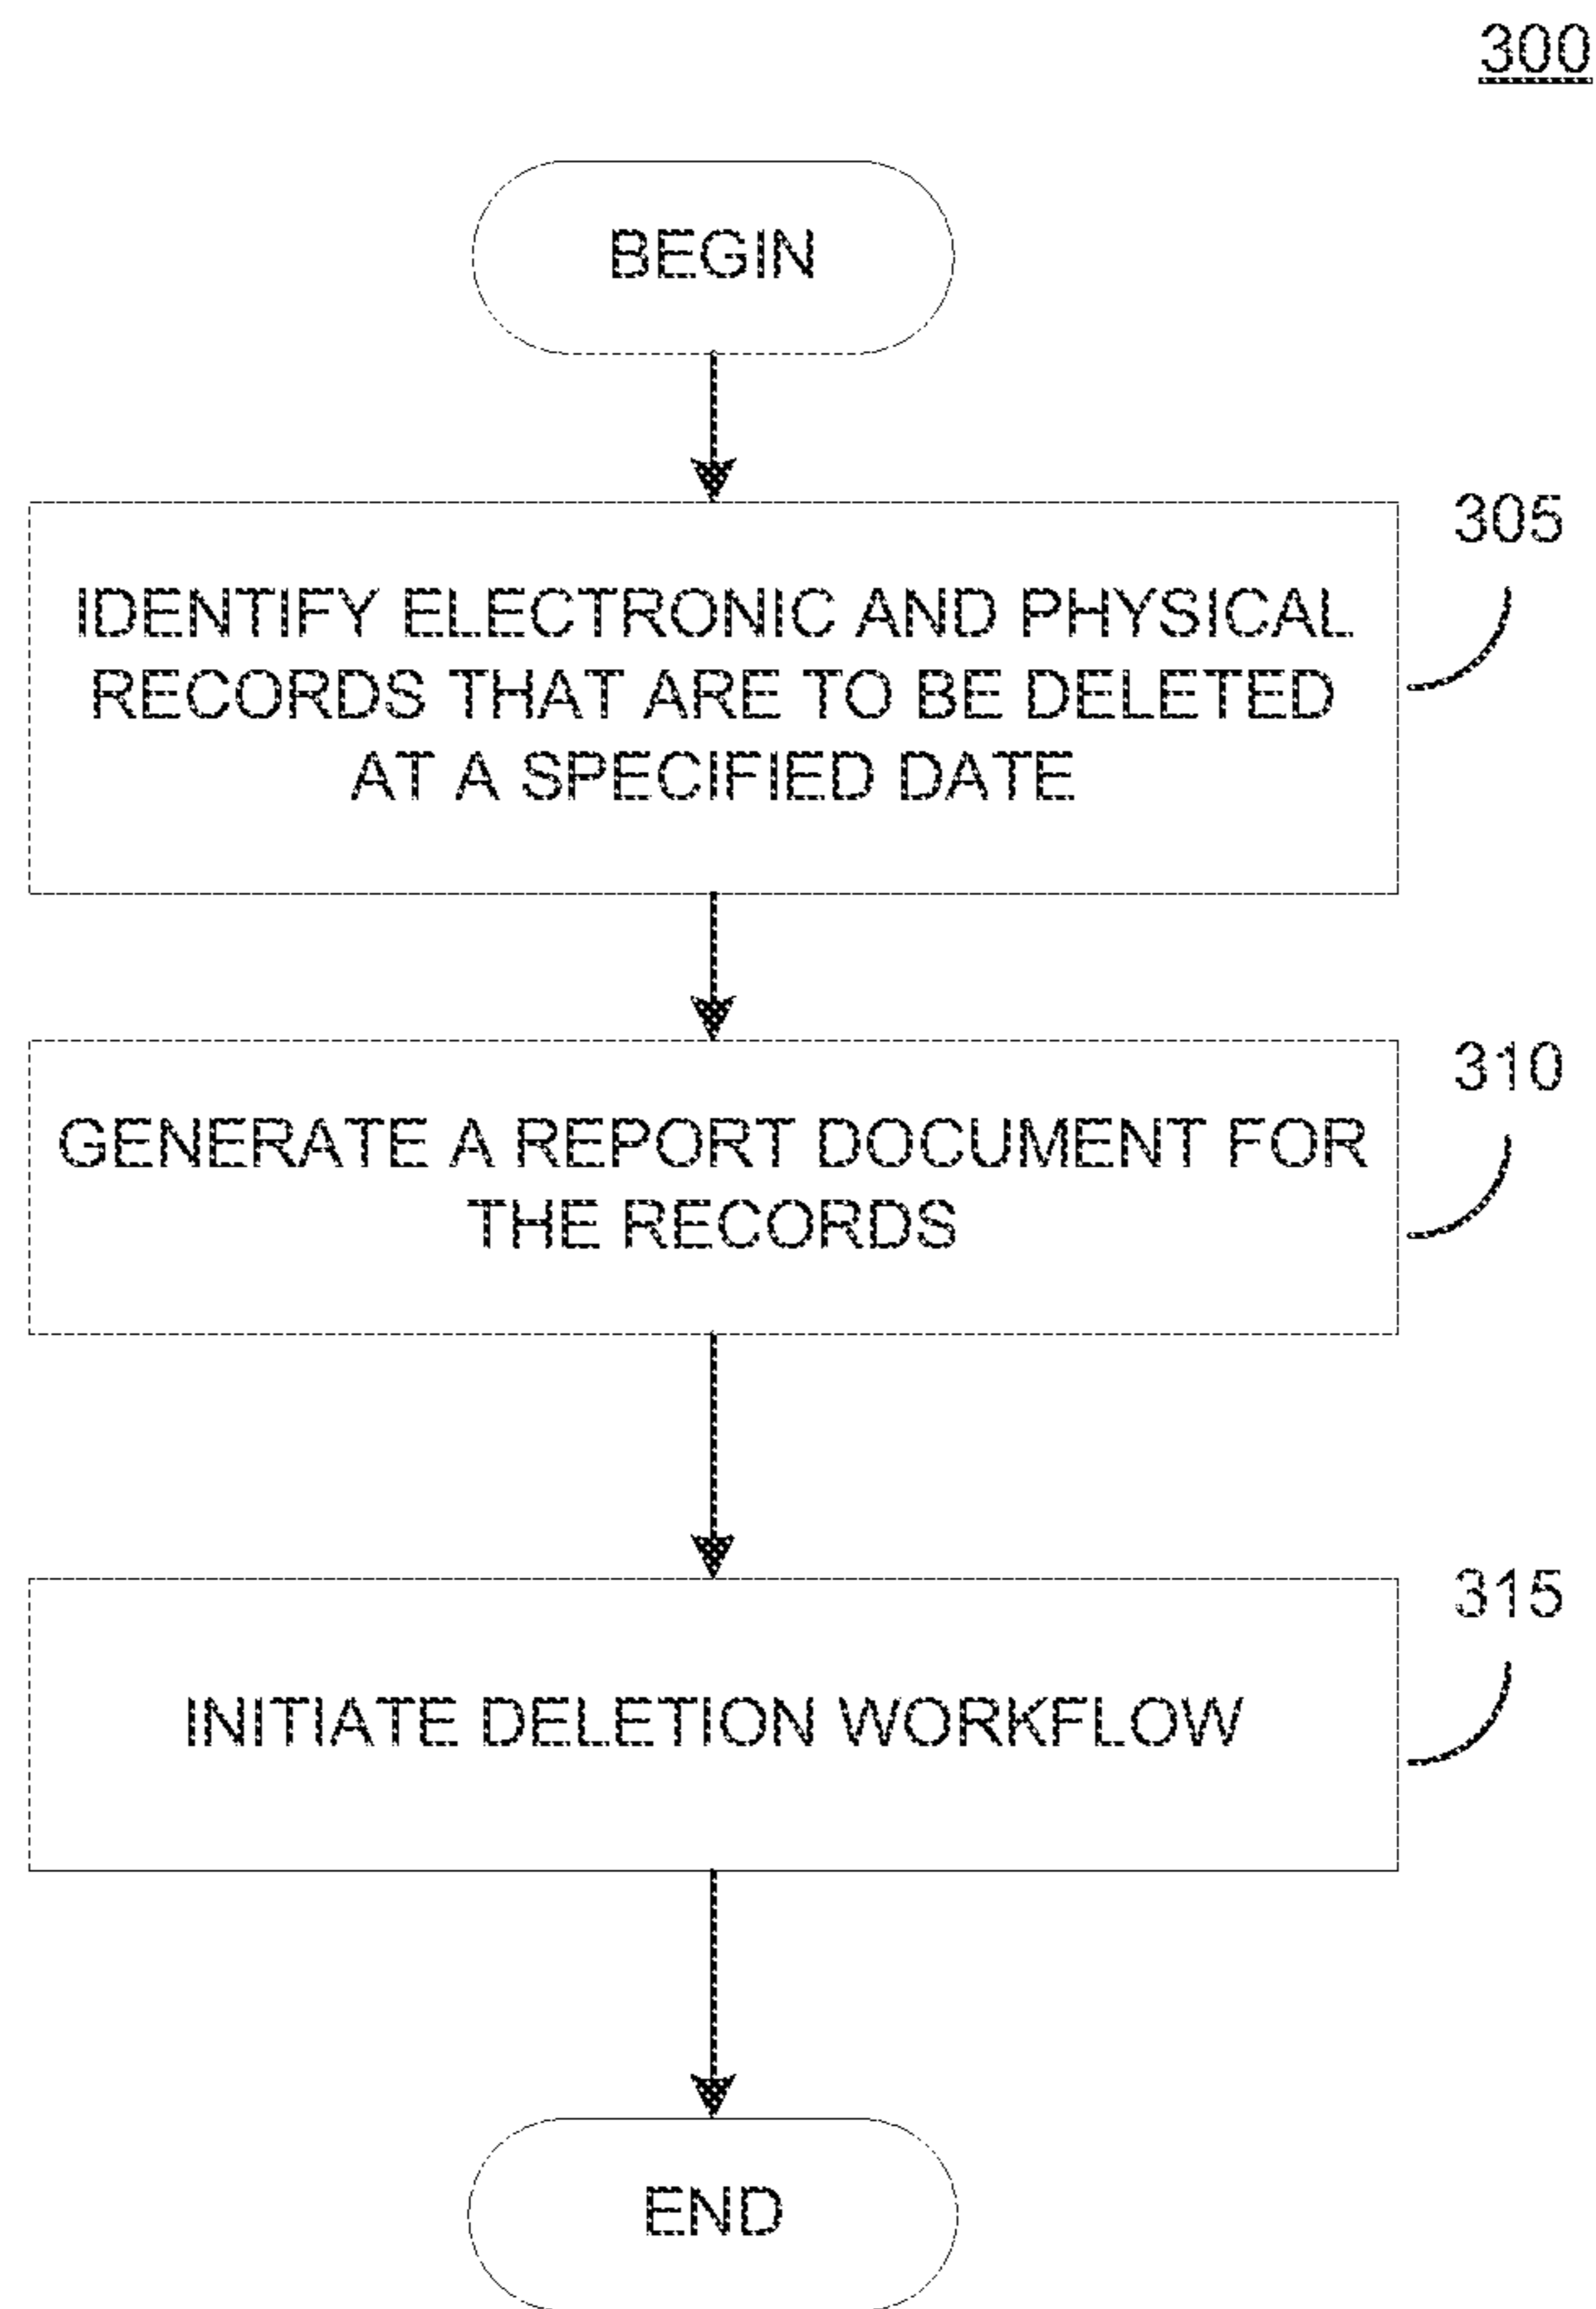 300
BEGIN
305
IDENTIFY ELECTRONIC AND PHYSICAL
RECORDS THAT ARE TO BE DELETED
AT A SPECIFIED DATE
310
GENERATE A REPORT DOCUMENT FOR
THE RECORDS
315
INITIATE DELETION WORKFLOW
END